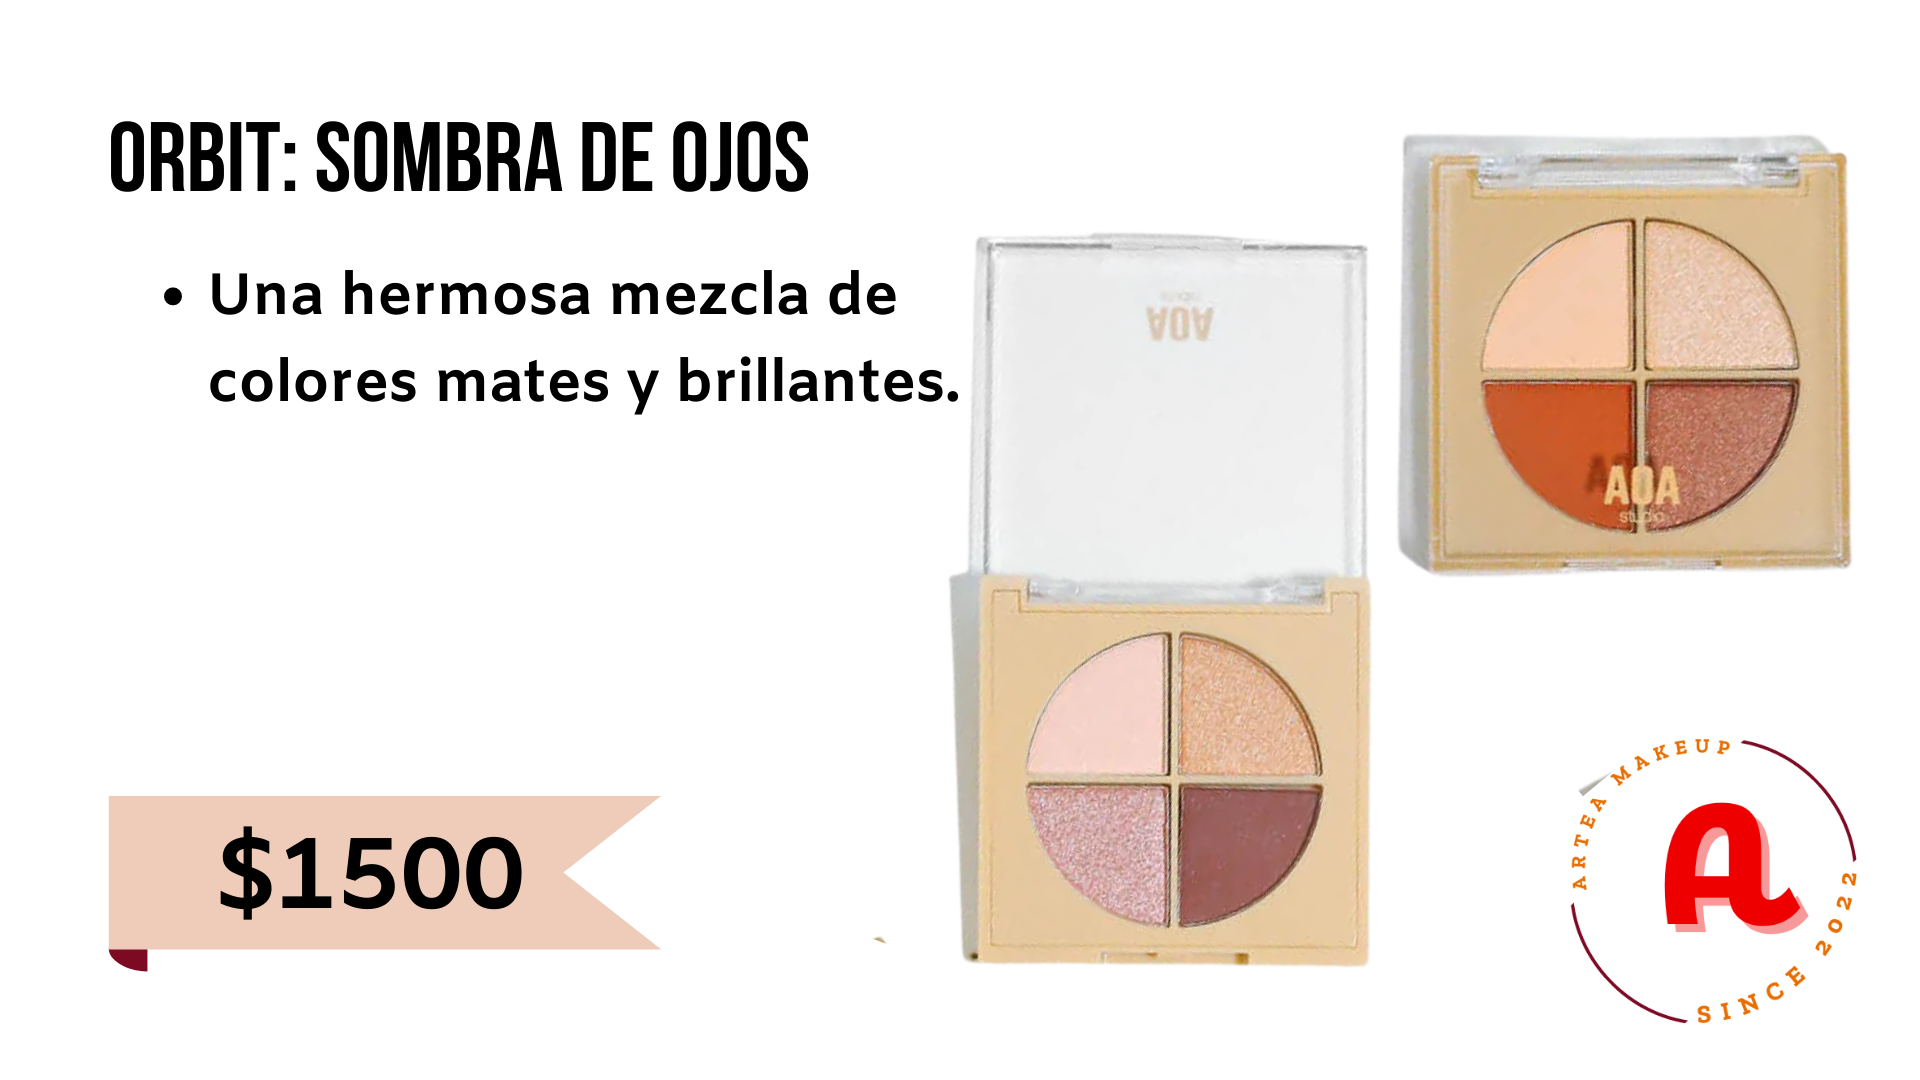 ORBIT: SOMBRA DE OJOS
• Una hermosa mezcla de
colores mates y brillantes.
AOA
AOA
studio
$1500
ARTEA MAKEUP
A
SINCE 2022